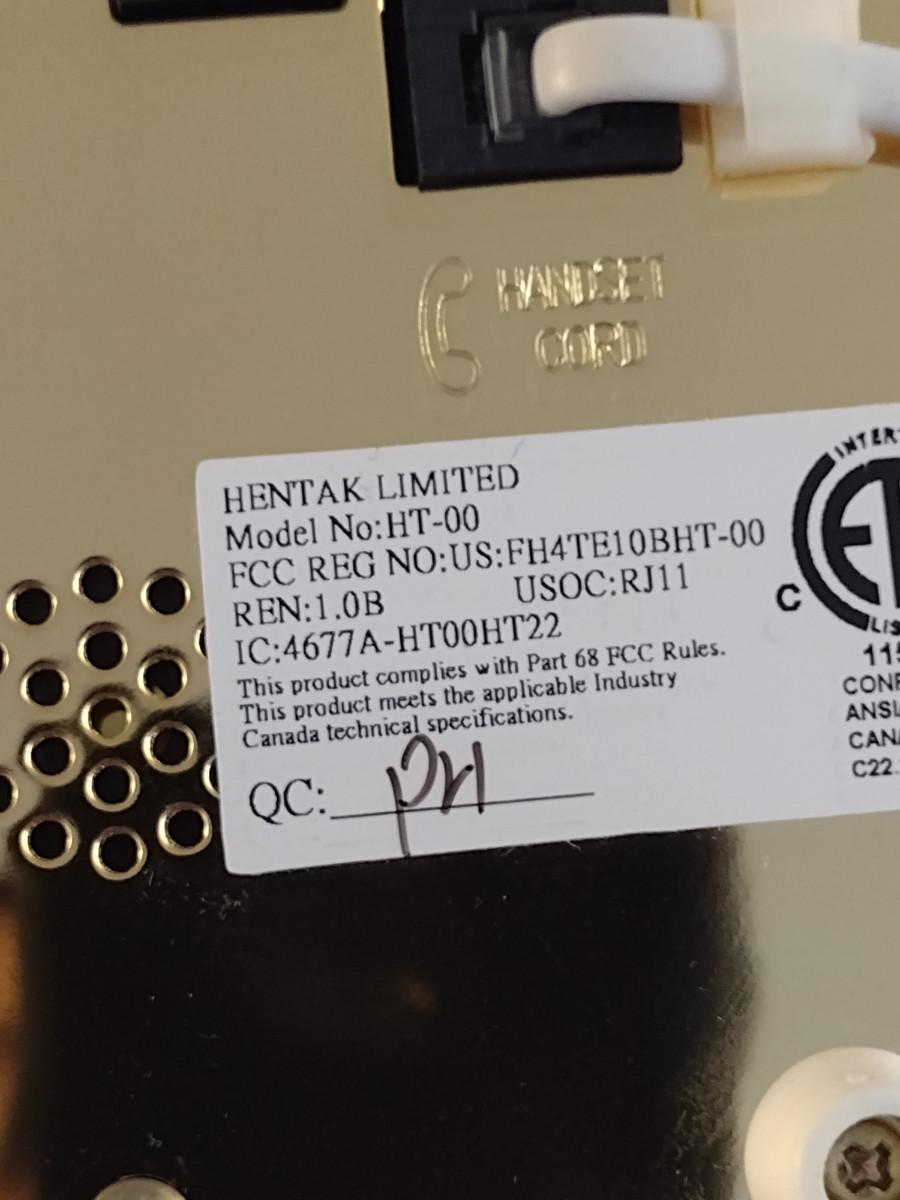 HANDSET
CORD
HENTAK LIMITED
Model No:HT-00
FCC REG NO:US:FH4TE10BHT-00
REN:1.0B USOC:RJ11
IC:4677A-HT00HT22
This product complies with Part 68 FCC Rules.
This product meets the applicable Industry
Canada technical specifications.
QC:
C